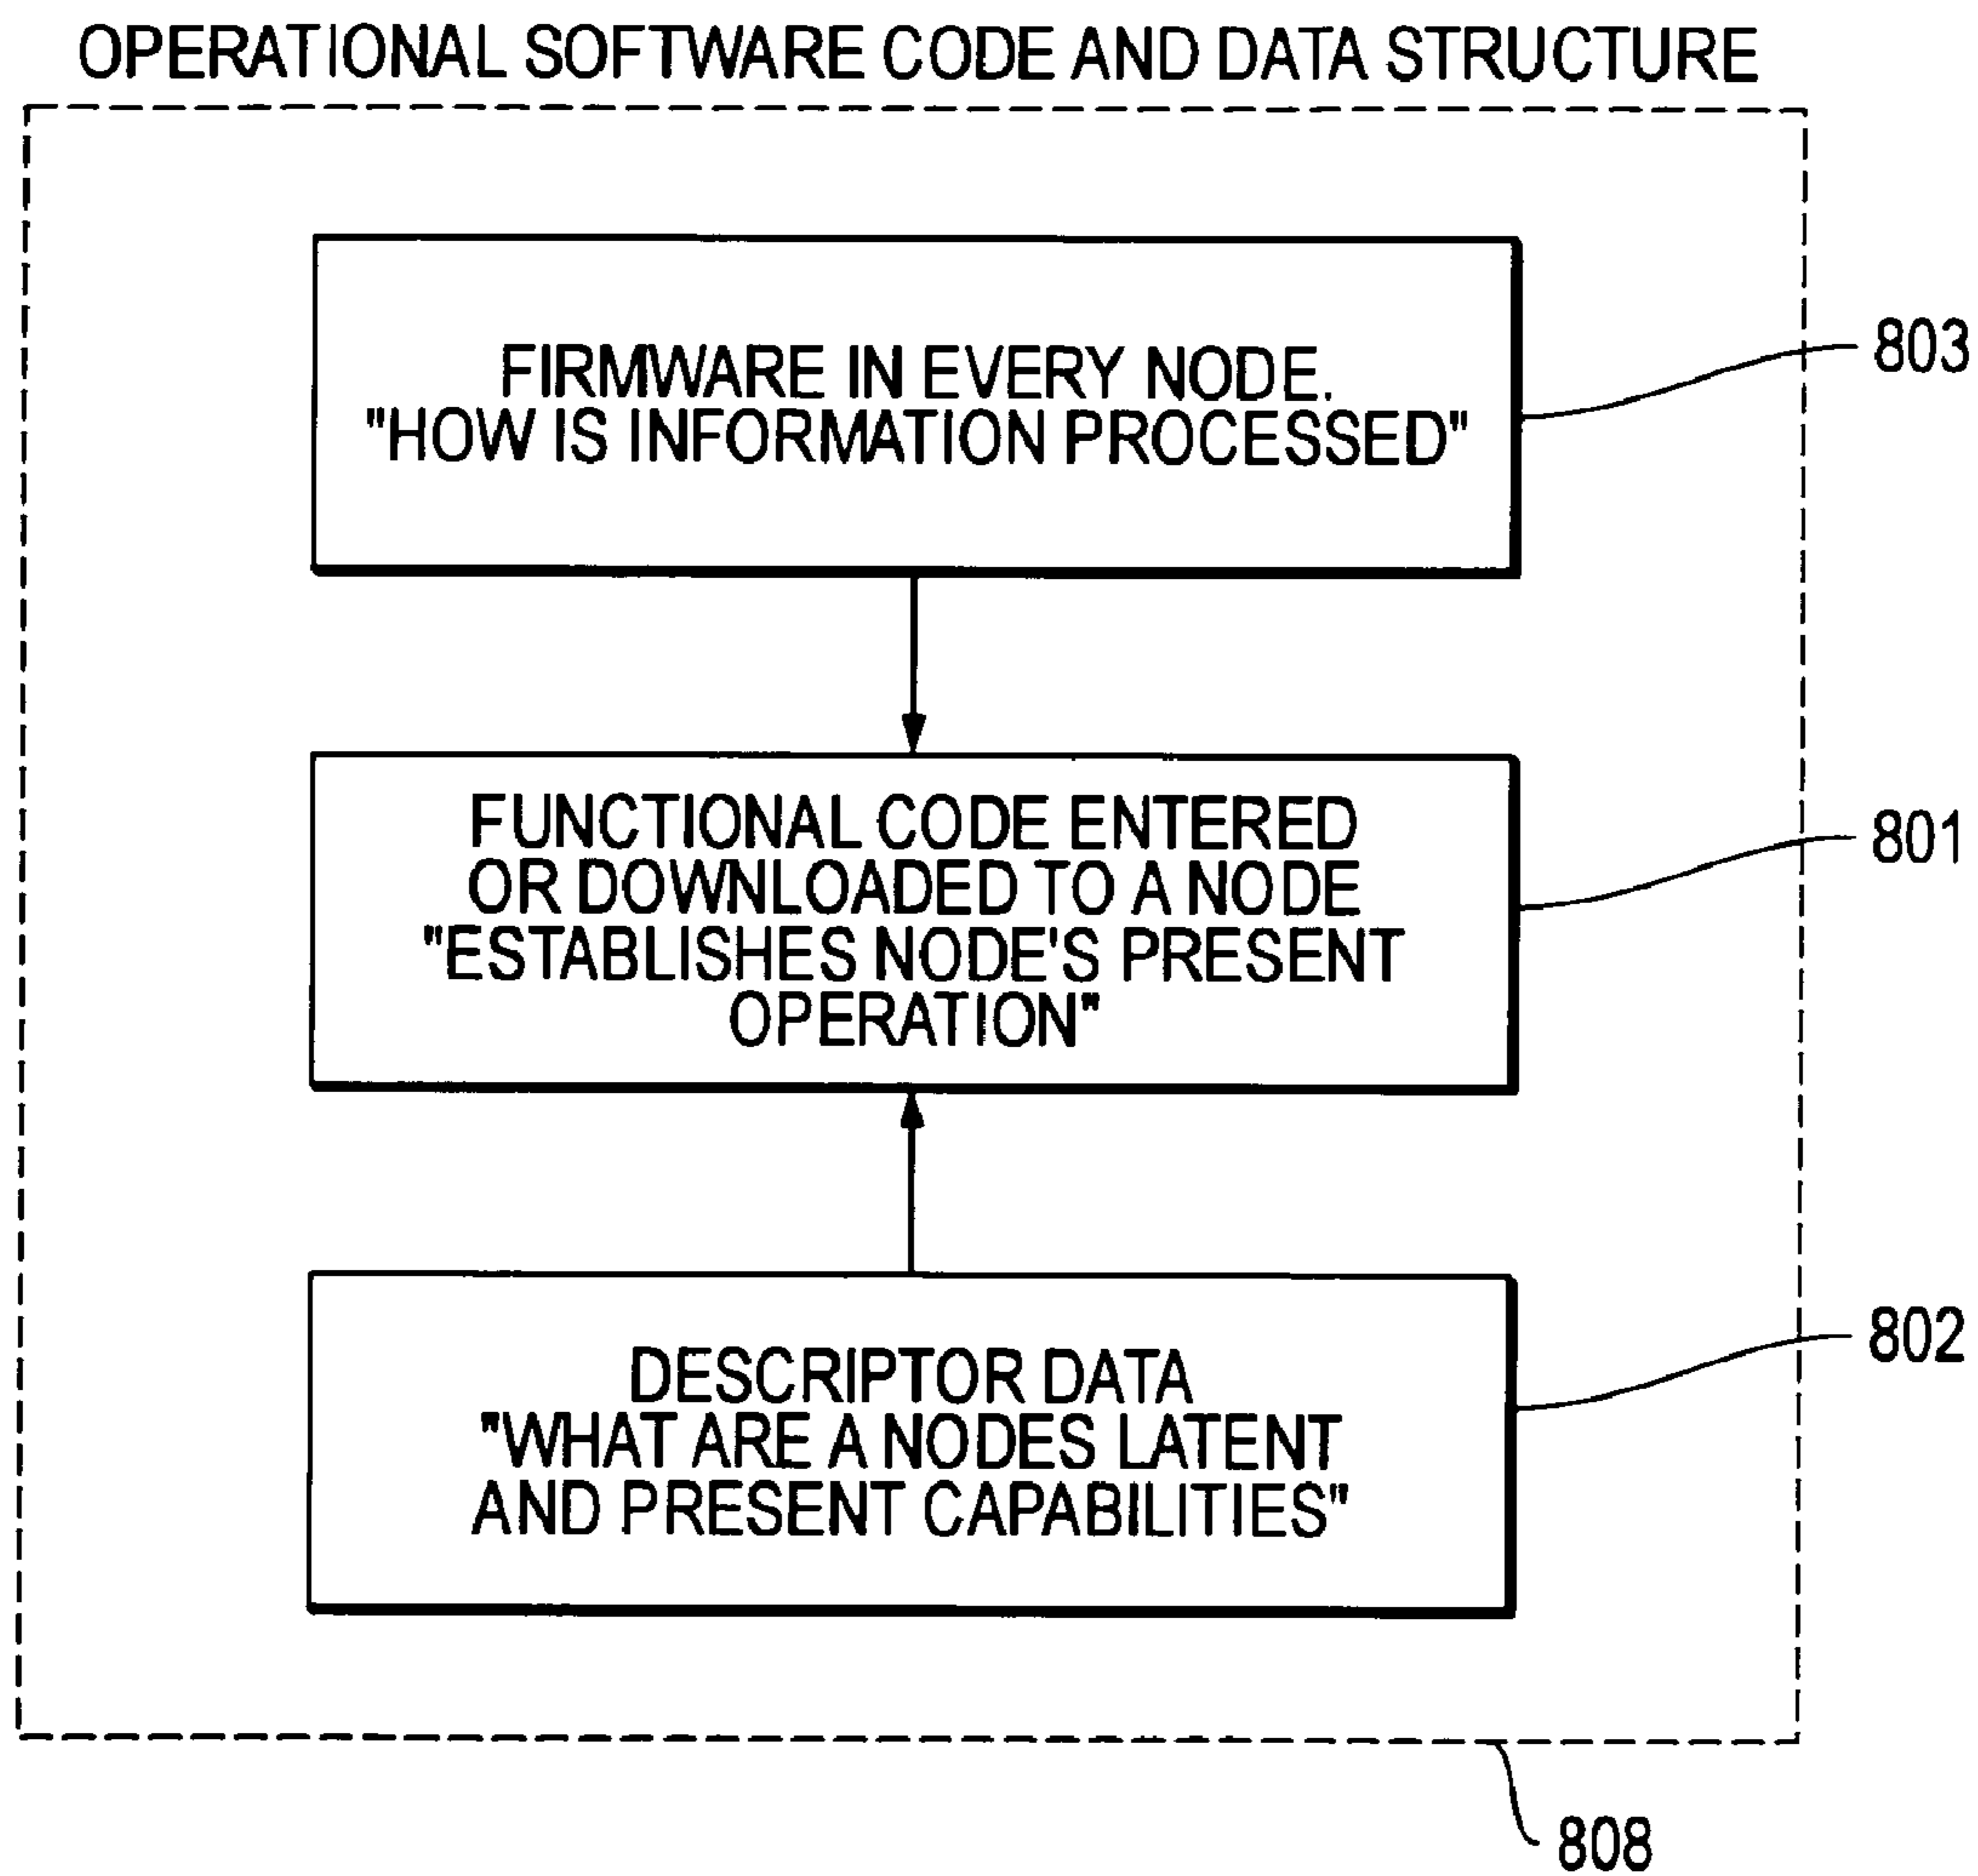 OPERATIONAL SOFTWARE CODE AND DATA STRUCTURE
FIRMWARE IN EVERY NODE.
"HOW IS INFORMATION PROCESSED"
803
FUNCTIONAL CODE ENTERED
OR DOWNLOADED TO A NODE
"ESTABLISHES NODE'S PRESENT
OPERATION"
801
DESCRIPTOR DATA
"WHAT ARE A NODES LATENT
AND PRESENT CAPABILITIES"
802
808